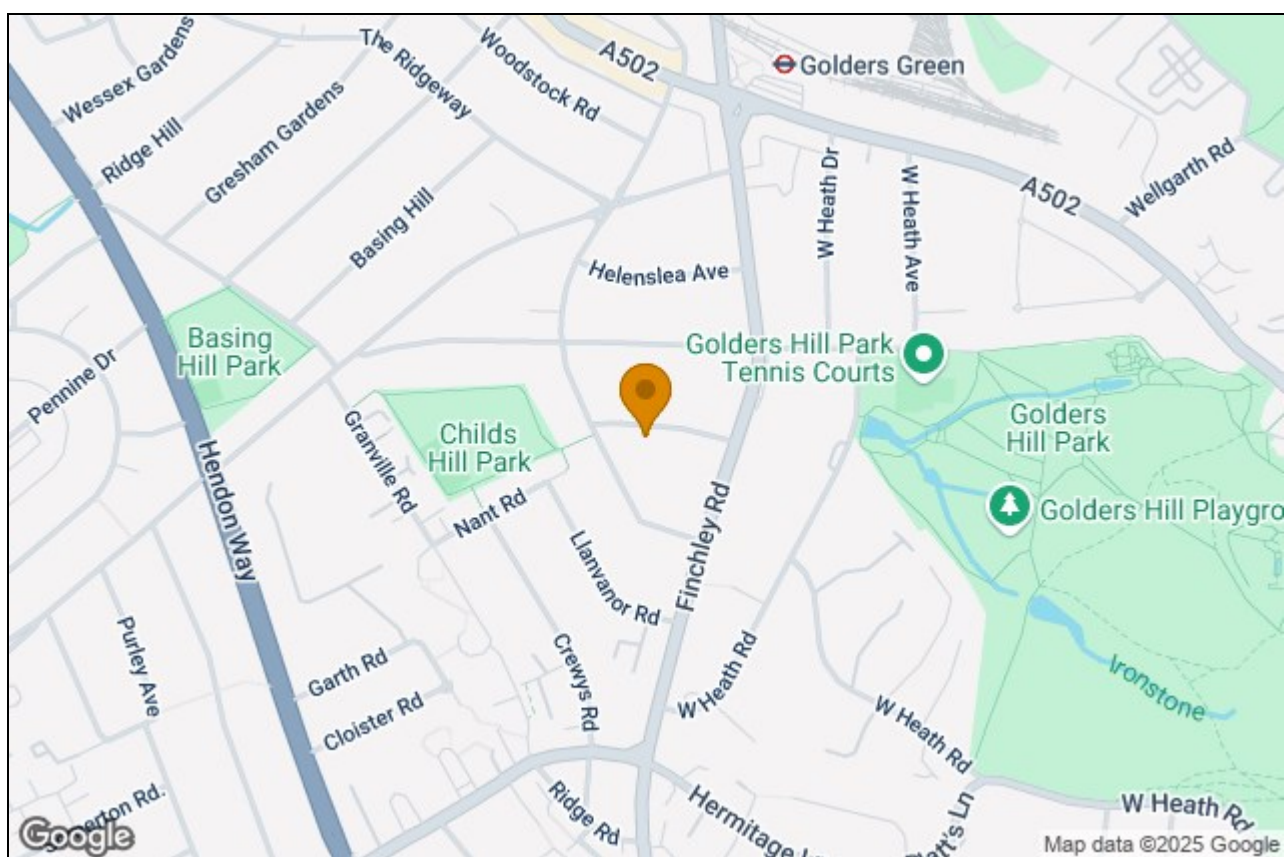 Wessex Gardens
The Ridgeway
Woodstock Rd
A502
Golders Green
Ridge Hill
Gresham Gardens
Basing Hill
W Heath Dr
W Heath Ave
A502
Wellgarth Rd
Helenslea Ave
Basing
Hill Park
Pennine Dr
Golders Hill Park
Tennis Courts
Granville Rd
Childs
Hill Park
Golders
Hill Park
Hendon Way
Nant Rd
Finchley Rd
Golders Hill Playgro
Llanvanor Rd
Purley Ave
Garth Rd
Crewys Rd
W Heath Rd
Ironstone
Cloister Rd
W Heath Rd
Ridge Rd
Hermitage
W Heath Rd
Google
Map data ©2025 Google